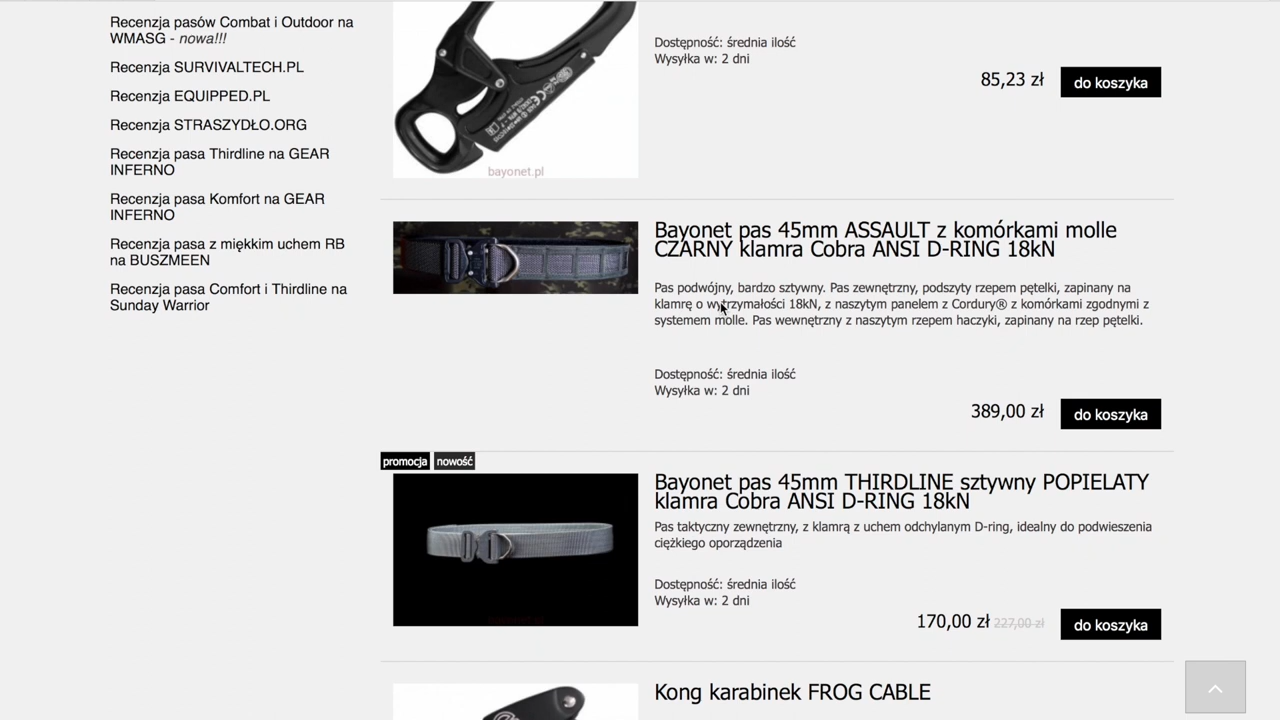 Recenzja pasów Combat i Outdoor na
WMASG - nowa!!!
Recenzja SURVIVALTECH.PL
Recenzja EQUIPPED.PL
Recenzja STRASZYDŁO.ORG
Recenzja pasa Thirdline na GEAR
INFERNO
Recenzja pasa Komfort na GEAR
INFERNO
Recenzja pasa z miękkim uchem RB
na BUSZMEEN
Recenzja pasa Comfort i Thirdline na
Sunday Warrior
bayonet.pl
Dostępność: średnia ilość
Wysyłka w: 2 dni
85,23 zł
do koszyka
Bayonet pas 45mm ASSAULT z komórkami molle
CZARNY klamra Cobra ANSI D-RING 18kN
Pas podwójny, bardzo sztywny. Pas zewnętrzny, podszyty rzepem pętelki, zapinany na
klamrę o wytrzymałości 18kN, z naszytym panelem z Cordury® z komórkami zgodnymi z
systemem molle. Pas wewnętrzny z naszytym rzepem haczyki, zapinany na rzep pętelki.
Dostępność: średnia ilość
Wysyłka w: 2 dni
389,00 zł
do koszyka
promocja
nowość
Bayonet pas 45mm THIRDLINE sztywny POPIELATY
klamra Cobra ANSI D-RING 18kN
Pas taktyczny zewnętrzny, z klamrą z uchem odchylanym D-ring, idealny do podwieszenia
ciężkiego oporządzenia
Dostępność: średnia ilość
Wysyłka w: 2 dni
170,00 zł 227,00 zł
do koszyka
Kong karabinek FROG CABLE